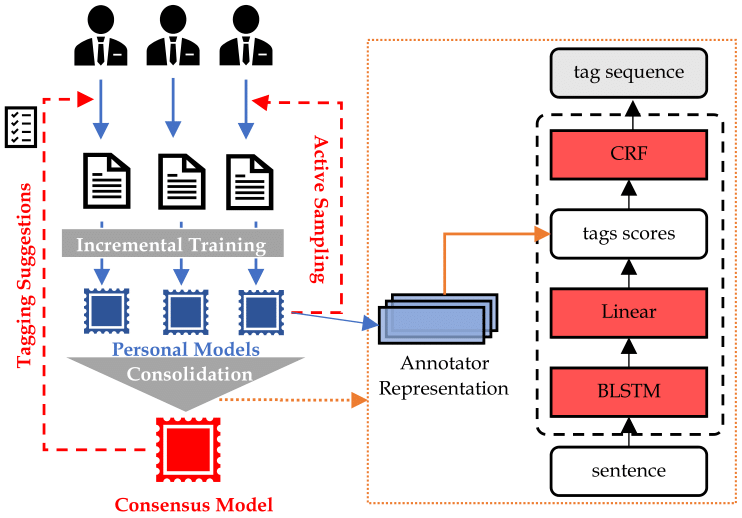 Tagging Suggestions
Active Sampling
Incremental Training
Personal Models
Consolidation
Consensus Model
Annotator
Representation
tag sequence
CRF
tags scores
Linear
BLSTM
sentence